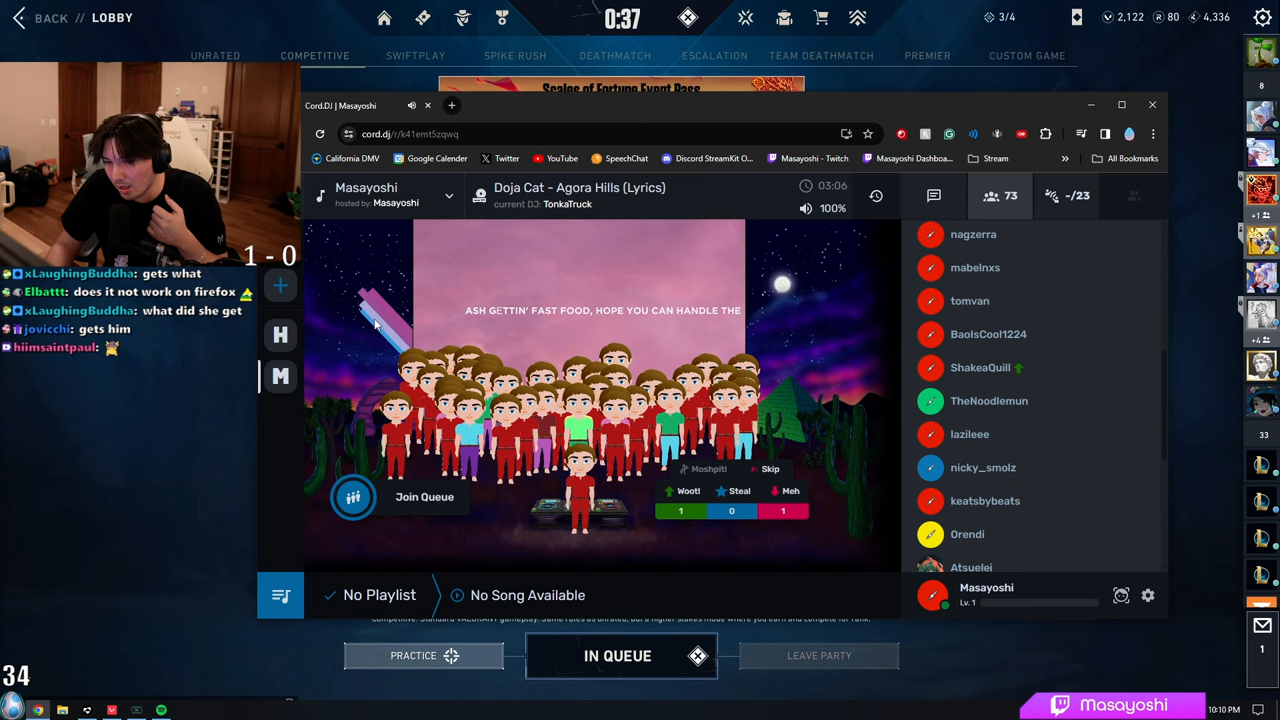 BACK // LOBBY
0:37
3/4
2,122
80
4,336
UNRATED
COMPETITIVE
SWIFTPLAY
SPIKE RUSH
DEATHMATCH
ESCALATION
TEAM DEATHMATCH
PREMIER
CUSTOM GAME
Scales of Fortune Event Pass
Cord.DJ | Masayoshi
cord.dj/r/k41emt5zqwq
California DMV
Google Calender
Twitter
YouTube
SpeechChat
Discord StreamKit O...
Masayoshi - Twitch
Masayoshi Dashboa...
Stream
All Bookmarks
Masayoshi
hosted by: Masayoshi
Doja Cat - Agora Hills (Lyrics)
current DJ: TonkaTruck
03:06
100%
73
-/23
1 - 0
xLaughingBuddha: gets what
Elbattt: does it not work on firefox
xLaughingBuddha: what did she get
jovicchi: gets him
hiimsaintpaul:
H
M
ASH GETTIN' FAST FOOD, HOPE YOU CAN HANDLE THE
nagzerra
mabelnxs
tomvan
BaoIsCool1224
ShakeaQuill
TheNoodlemun
lazileee
nicky_smolz
keatsbybeats
Orendi
Atsuelei
Join Queue
Moshpit!
Skip
Woot!
Steal
Meh
1
0
1
No Playlist
No Song Available
Masayoshi
Lv. 1
Competitive: Standard VALORANT gameplay. Same rules as unrated, but a higher stakes mode where you earn and compete for rank.
PRACTICE
IN QUEUE
LEAVE PARTY
8
+1
+4
33
1
34
Masayoshi
10:10 PM